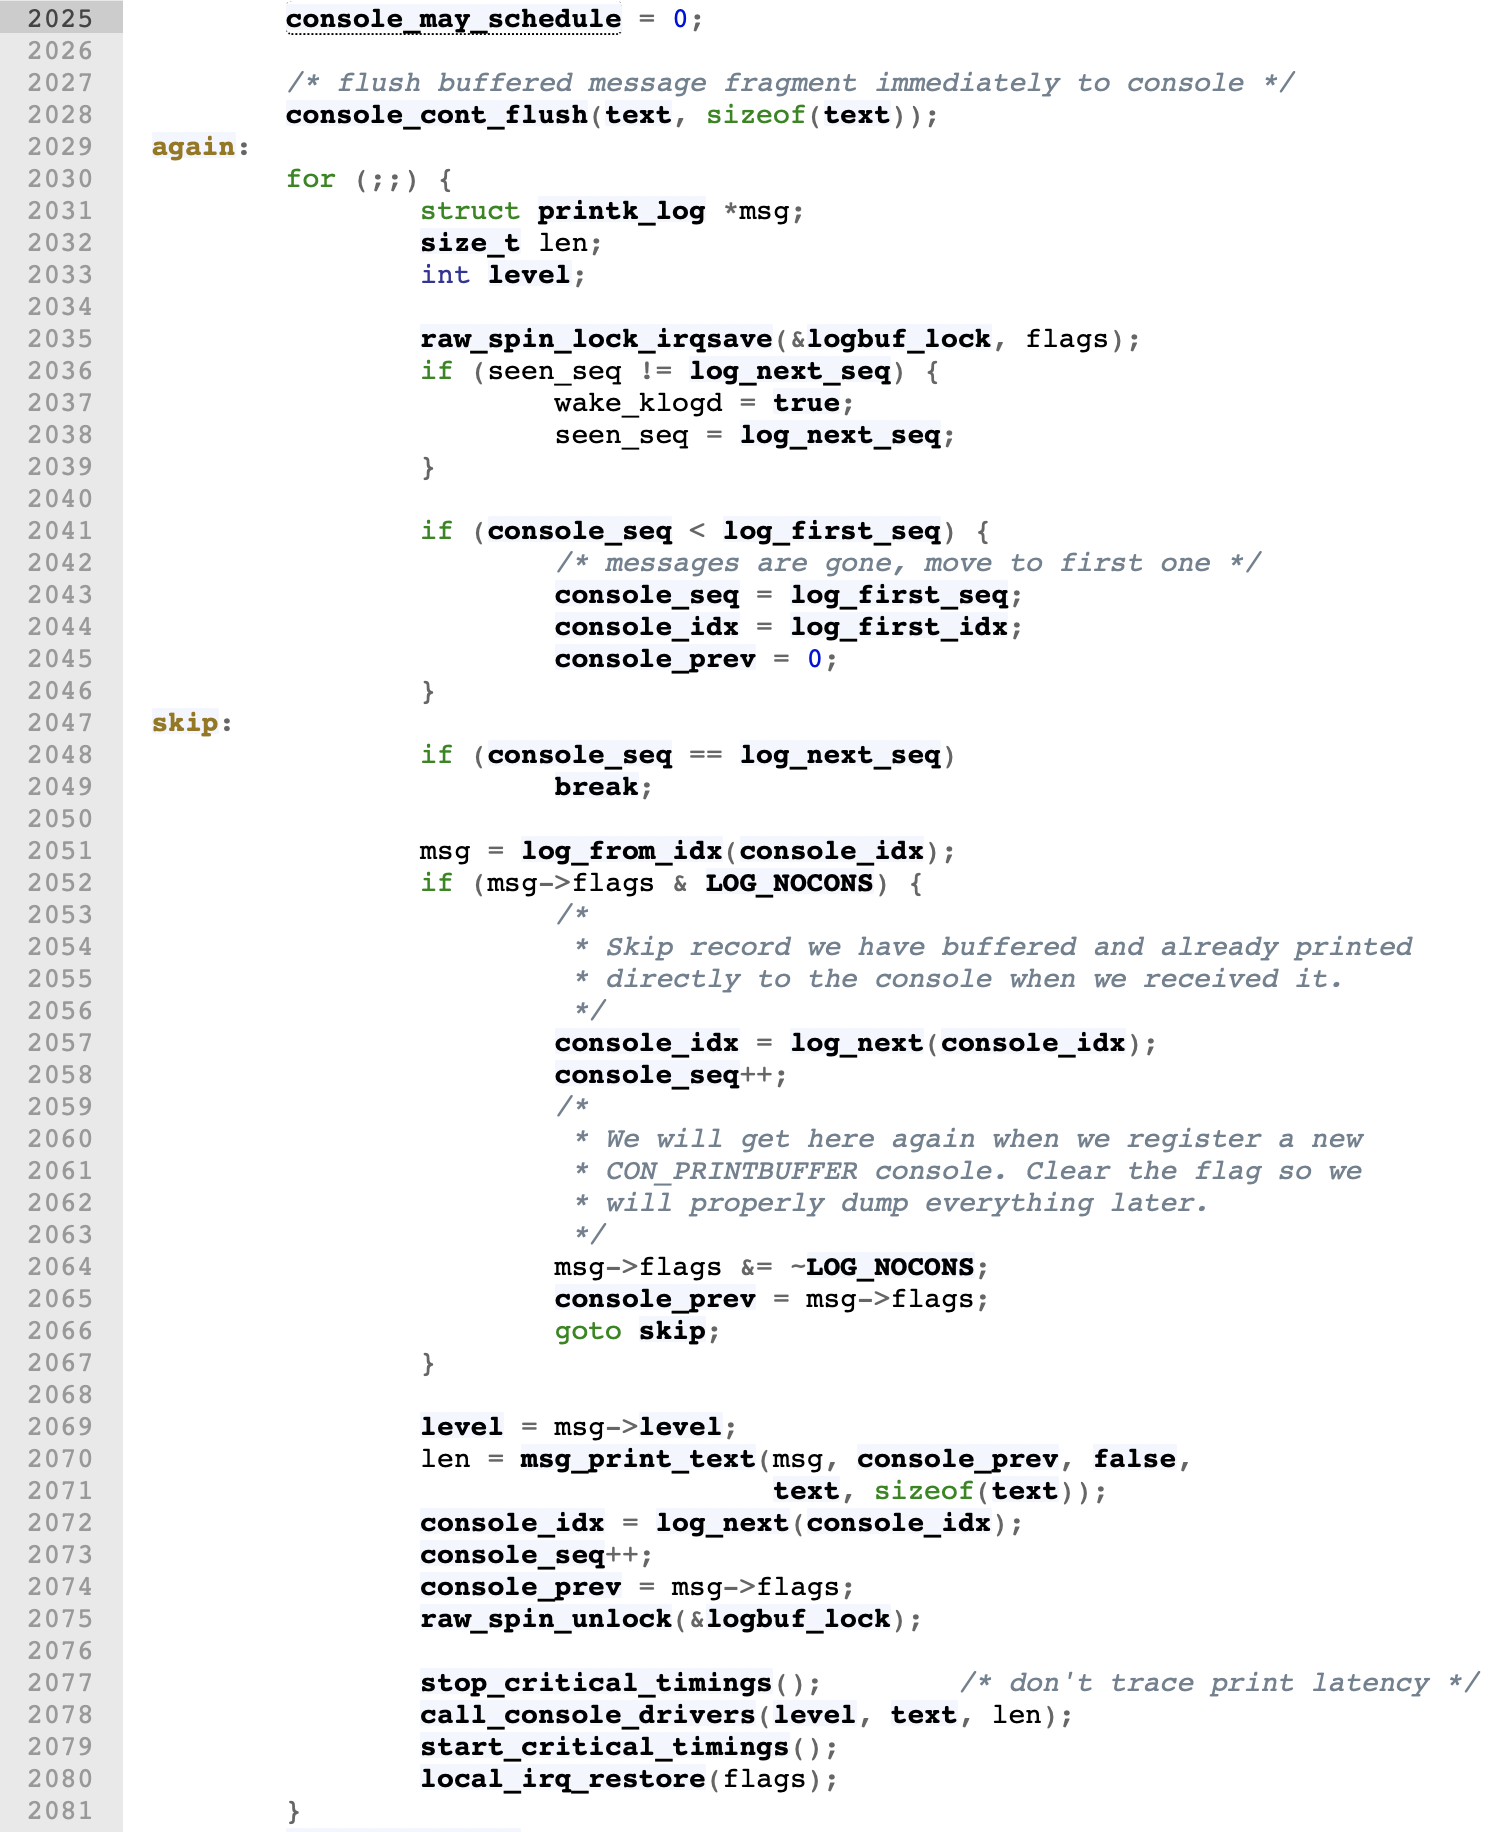 2025 console_may_schedule = 0;
2026
2027 /* flush buffered message fragment immediately to console */
2028 console_cont_flush(text, sizeof(text));
2029 again:
2030 for (;;) {
2031 struct printk_log *msg;
2032 size_t len;
2033 int level;
2034
2035 raw_spin_lock_irqsave(&logbuf_lock, flags);
2036 if (seen_seq != log_next_seq) {
2037 wake_klogd = true;
2038 seen_seq = log_next_seq;
2039 }
2040
2041 if (console_seq < log_first_seq) {
2042 /* messages are gone, move to first one */
2043 console_seq = log_first_seq;
2044 console_idx = log_first_idx;
2045 console_prev = 0;
2046 }
2047 skip:
2048 if (console_seq == log_next_seq)
2049 break;
2050
2051 msg = log_from_idx(console_idx);
2052 if (msg->flags & LOG_NOCONS) {
2053 /*
2054 * Skip record we have buffered and already printed
2055 * directly to the console when we received it.
2056 */
2057 console_idx = log_next(console_idx);
2058 console_seq++;
2059 /*
2060 * We will get here again when we register a new
2061 * CON_PRINTBUFFER console. Clear the flag so we
2062 * will properly dump everything later.
2063 */
2064 msg->flags &= ~LOG_NOCONS;
2065 console_prev = msg->flags;
2066 goto skip;
2067 }
2068
2069 level = msg->level;
2070 len = msg_print_text(msg, console_prev, false,
2071 text, sizeof(text));
2072 console_idx = log_next(console_idx);
2073 console_seq++;
2074 console_prev = msg->flags;
2075 raw_spin_unlock(&logbuf_lock);
2076
2077 stop_critical_timings(); /* don't trace print latency */
2078 call_console_drivers(level, text, len);
2079 start_critical_timings();
2080 local_irq_restore(flags);
2081 }